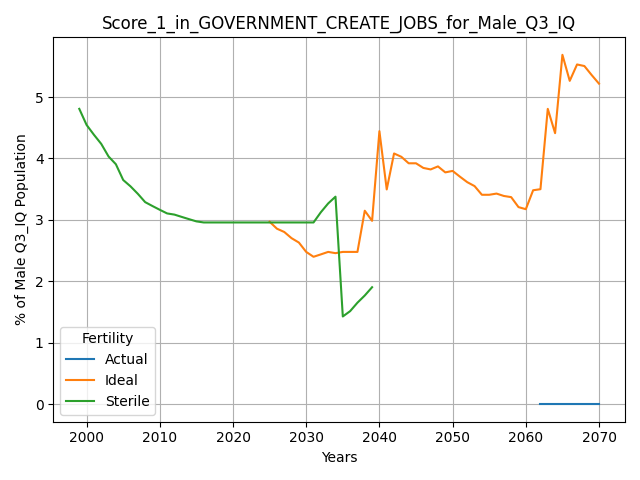 Score_1_in_GOVERNMENT_CREATE_JOBS_for_Male_Q3_IQ
% of Male Q3_IQ Population
5
4
3
2
1
0
Fertility
Actual
Ideal
Sterile
2000 2010 2020 2030 2040 2050 2060 2070
Years